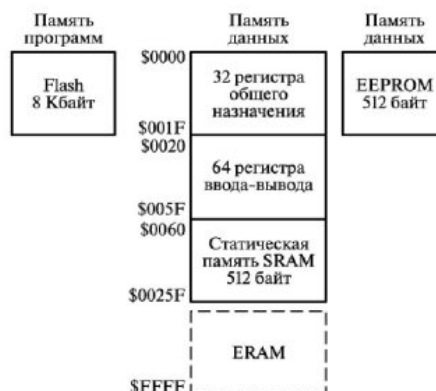 Память
программ
Flash
8 Кбайт
Память
данных
$0000
32 регистра
общего
назначения
$001F
$0020
64 регистра
ввода-вывода
$005F
$0060
Статическая
память SRAM
512 байт
$0025F
ERAM
$FFFF
Память
данных
EEPROM
512 байт